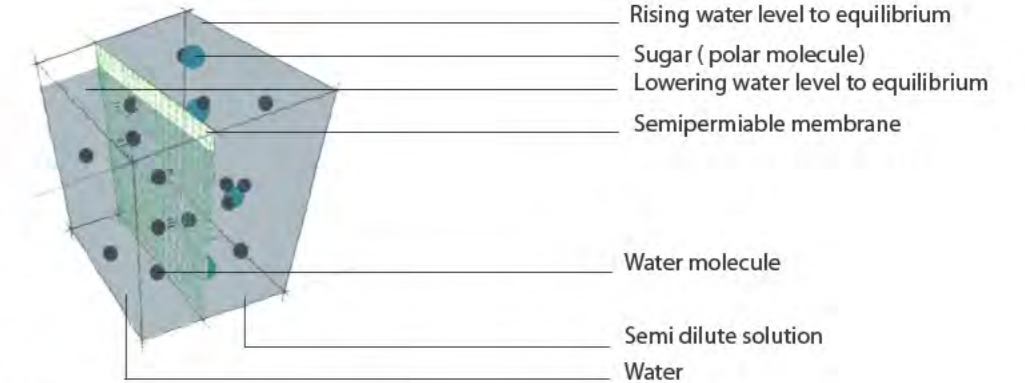 Rising water level to equilibrium
Sugar ( polar molecule)
Lowering water level to equilibrium
Semipermiable membrane
Water molecule
Semi dilute solution
Water